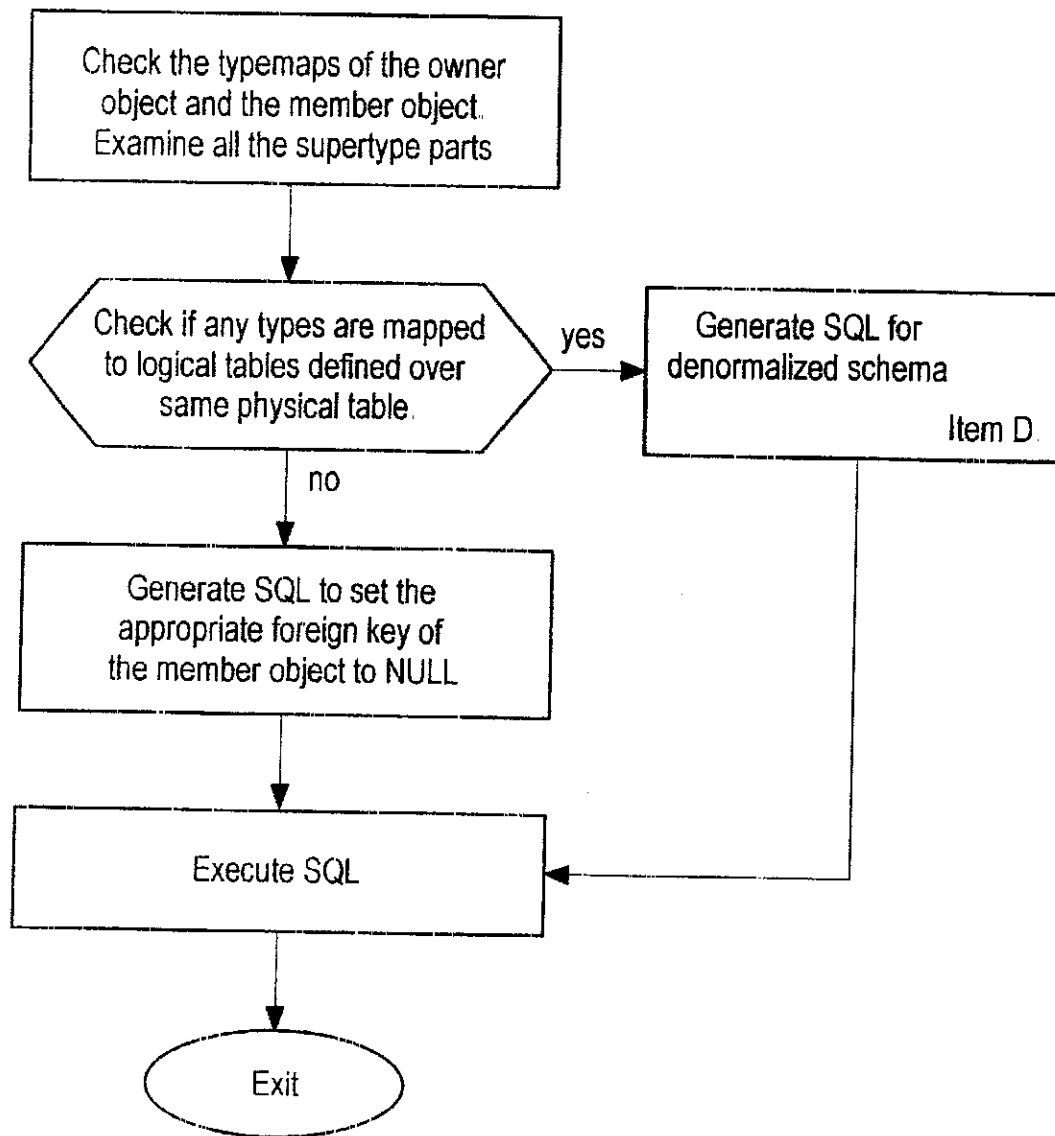 Check the typemaps of the owner
object and the member object.
Examine all the supertype parts
Check if any types are mapped
to logical tables defined over
same physical table.
yes
Generate SQL for
denormalized schema
Item D.
no
Generate SQL to set the
appropriate foreign key of
the member object to NULL
Execute SQL
Exit